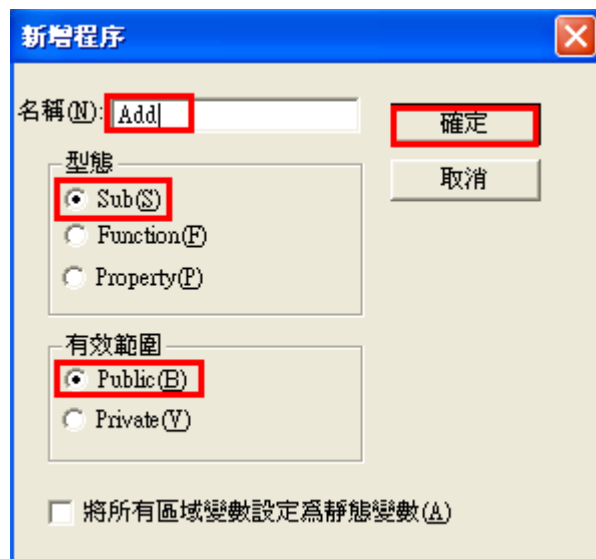 新增程序
名稱(N): Add
確定
取消
型態
Sub(S)
Function(F)
Property(P)
有效範圍
Public(B)
Private(V)
將所有區域變數設定為靜態變數(A)